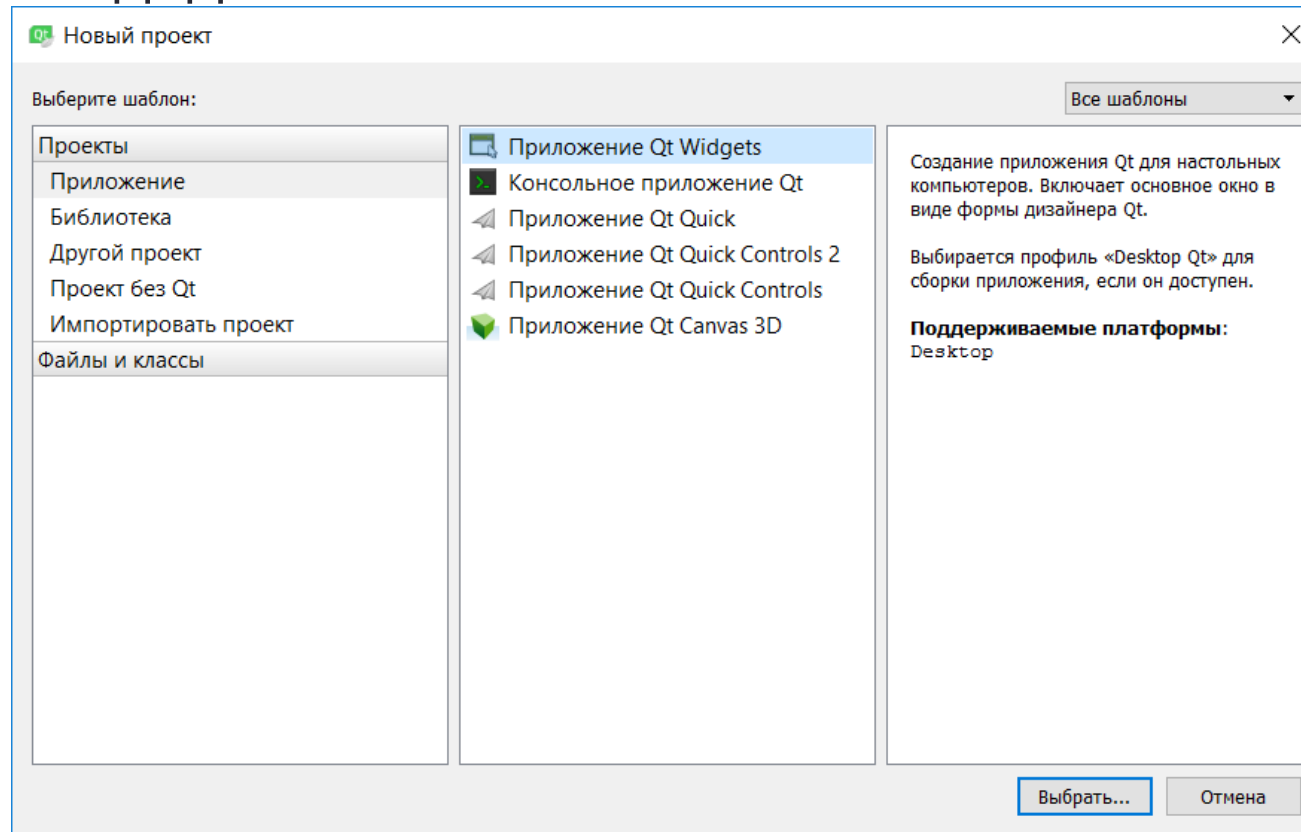 Новый проект
Выберите шаблон:
Все шаблоны
Проекты
Приложение
Библиотека
Другой проект
Проект без Qt
Импортировать проект
Файлы и классы
Приложение Qt Widgets
Консольное приложение Qt
Приложение Qt Quick
Приложение Qt Quick Controls 2
Приложение Qt Quick Controls
Приложение Qt Canvas 3D
Создание приложения Qt для настольных
компьютеров. Включает основное окно в
виде формы дизайнера Qt.
Выбирается профиль «Desktop Qt» для
сборки приложения, если он доступен.
Поддерживаемые платформы:
Desktop
Выбрать...
Отмена